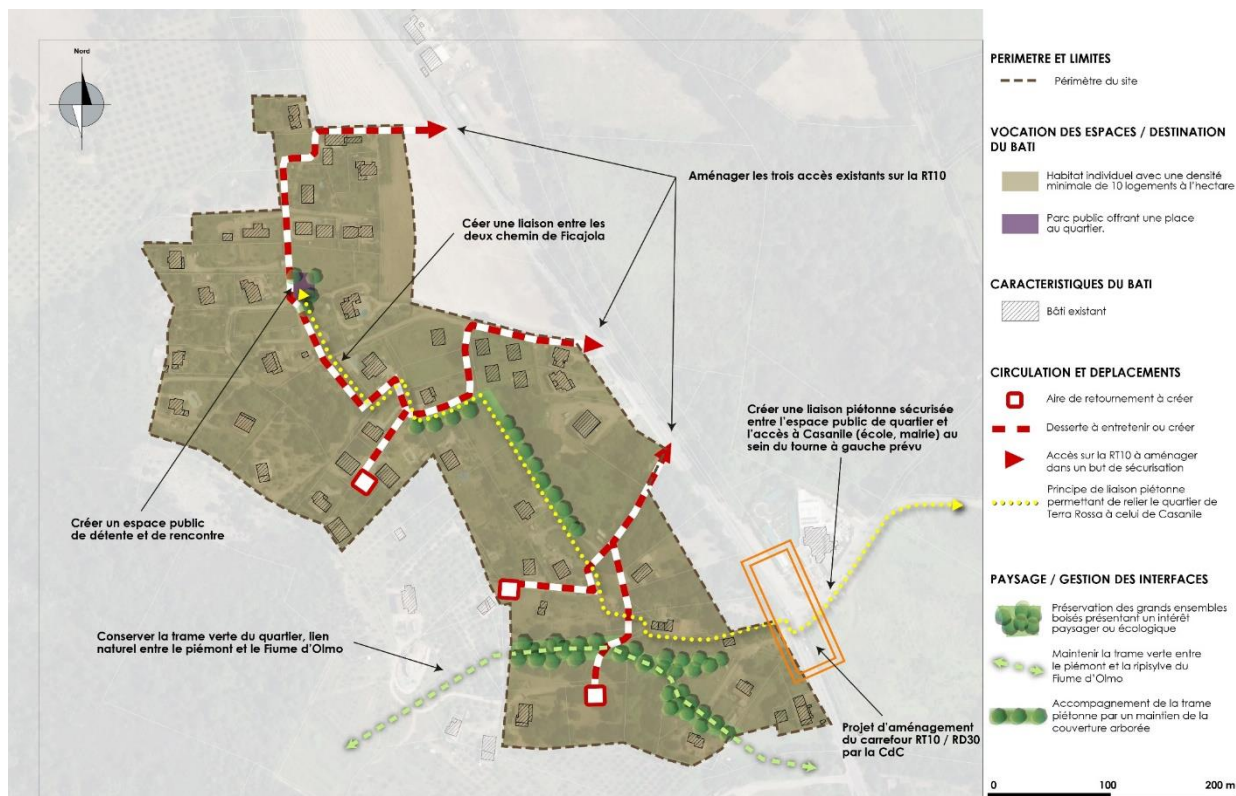 Nord
Aménager les trois accès existants sur la RT10
Céer une liaison entre les
deux chemin de Ficajola
Créer une liaison piétonne sécurisée
entre l'espace public de quartier et
l'accès à Casanile (école, mairie) au
sein du tourne à gauche prévu
Créer un espace public
de détente et de rencontre
Conserver la trame verte du quartier, lien
naturel entre le piémont et le Fiume d'Olmo
Projet d'aménagement
du carrefour RT10 / RD30
par la CdC
PERIMETRE ET LIMITES
Périmètre du site
VOCATION DES ESPACES / DESTINATION
DU BATI
Habitat individuel avec une densité
minimale de 10 logements à l'hectare
Parc public offrant une place
au quartier.
CARACTERISTIQUES DU BATI
Bâti existant
CIRCULATION ET DEPLACEMENTS
Aire de retournement à créer
Desserte à entretenir ou créer
Accès sur la RT10 à aménager
dans un but de sécurisation
Principe de liaison piétonne
permettant de relier le quartier de
Terra Rossa à celui de Casanile
PAYSAGE / GESTION DES INTERFACES
Préservation des grands ensembles
boisés présentant un intérêt
paysager ou écologique
Maintenir la trame verte entre
le piémont et la ripisylve du
Fiume d'Olmo
Accompagnement de la trame
piétonne par un maintien de la
couverture arborée
0 100 200 m